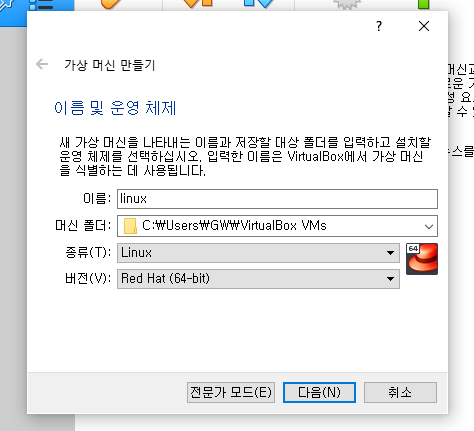 ?
가상 머신 만들기
이름 및 운영 체제
새 가상 머신을 나타내는 이름과 저장할 대상 폴더를 입력하고 설치할
운영 체제를 선택하십시오. 입력한 이름은 VirtualBox에서 가상 머신
을 식별하는 데 사용됩니다.
이름: linux
머신 폴더: C:₩Users₩GW₩VirtualBox VMs
종류(T): Linux
64
버전(V): Red Hat (64-bit)
전문가 모드(E) 다음(N) 취소